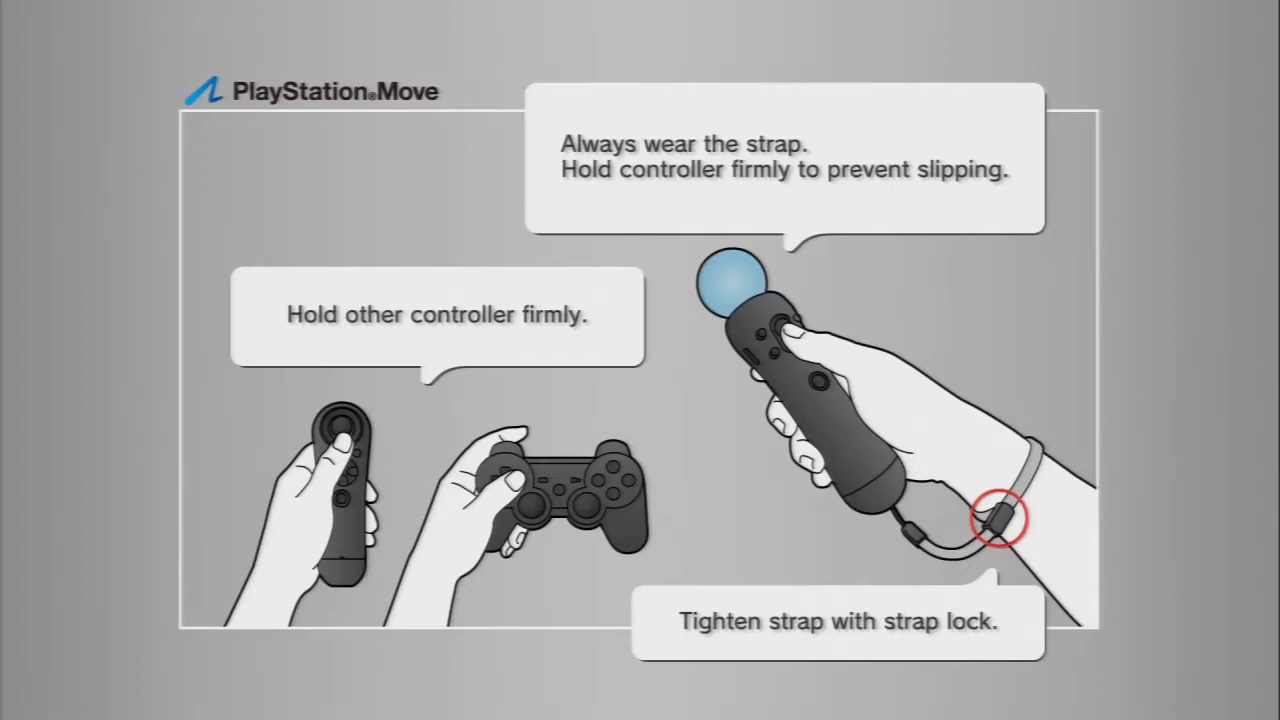 PlayStation®Move
Always wear the strap.
Hold controller firmly to prevent slipping.
Hold other controller firmly.
Tighten strap with strap lock.